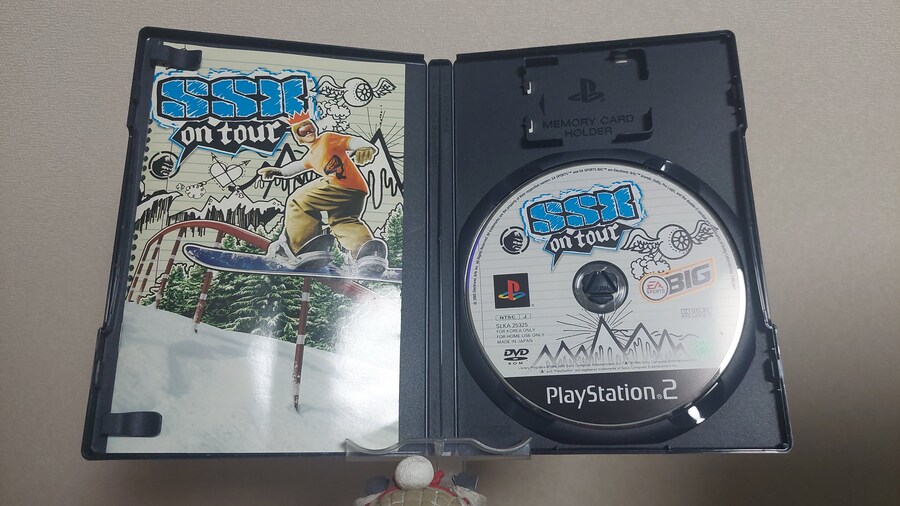 SSX
on tour
MEMORY CARD
HOLDER
SSX
on tour
EA
SPORTS
BIG
NTSC J
SLKA 25325
FOR KOREA ONLY
FOR HOME USE ONLY
MADE IN JAPAN
DVD
ROM
PlayStation 2